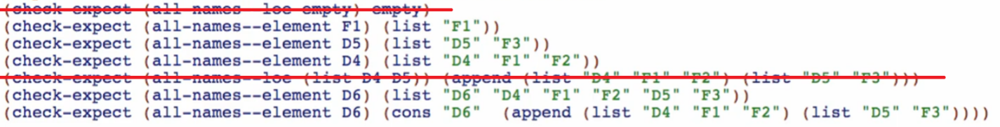 (check-expect (all-names--loe empty) empty)
(check-expect (all-names--element F1) (list "F1"))
(check-expect (all-names--element D5) (list "D5" "F3"))
(check-expect (all-names--element D4) (list "D4" "F1" "F2"))
(check-expect (all-names--loe (list D4 D5)) (append (list "D4" "F1" "F2") (list "D5" "F3")))
(check-expect (all-names--element D6) (list "D6" "D4" "F1" "F2" "D5" "F3"))
(check-expect (all-names--element D6) (cons "D6"  (append (list "D4" "F1" "F2") (list "D5" "F3"))))